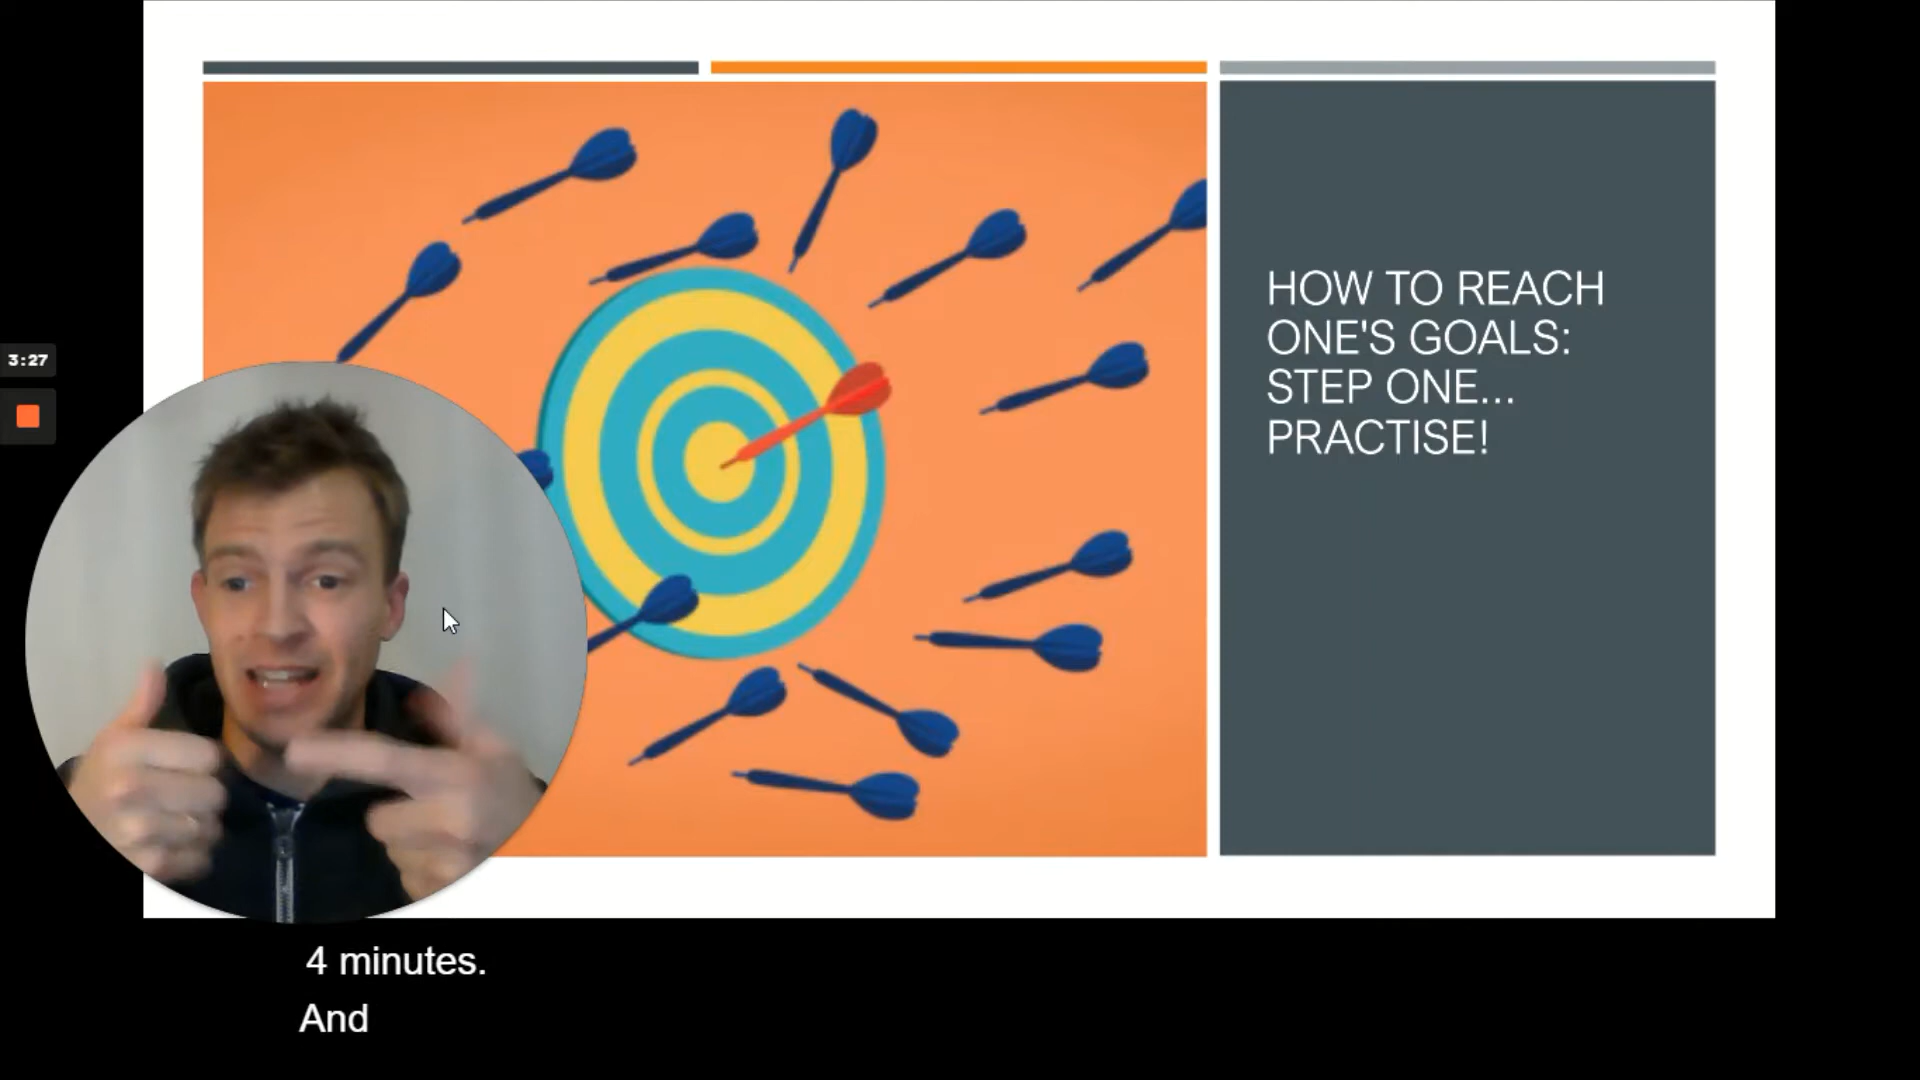 3:27
HOW TO REACH
ONE'S GOALS:
STEP ONE...
PRACTISE!
4 minutes.
And